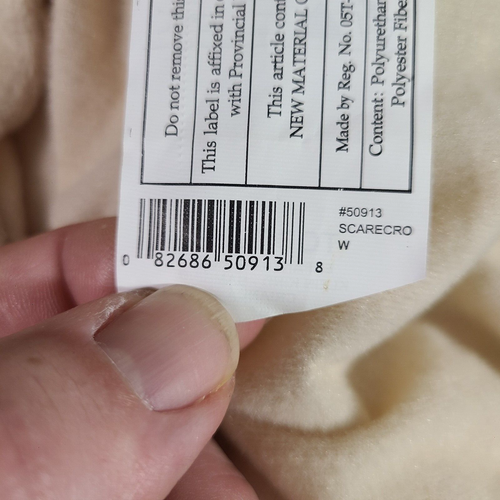 Do not remove this
This label is affixed in
with Provincial
This article
NEW MATERIAL
Made by Reg. No. 05T-
Content: Polyurethan
Polyester Fibe
#50913
SCARECRO
W
0 82686 50913 8